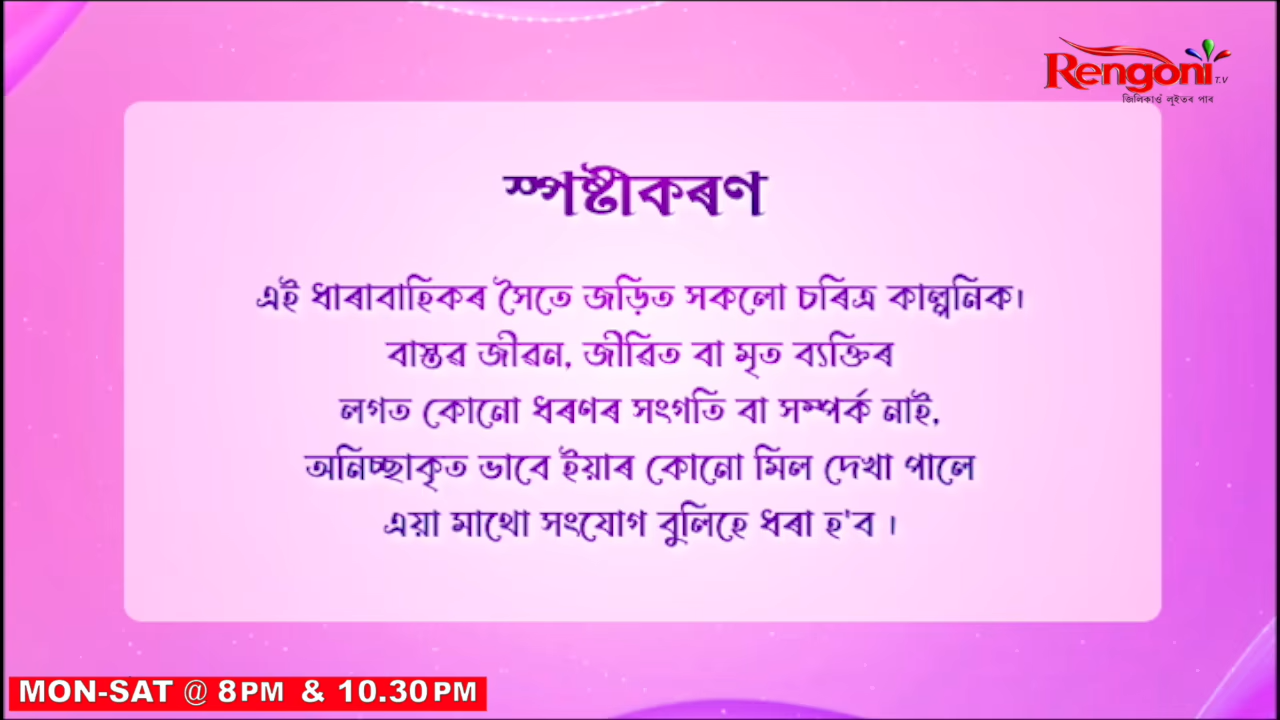 Rengoni T.V
জিলিকাওঁ লুইতৰ পাৰ
স্পষ্টীকৰণ
এই ধাৰাবাহিকৰ সৈতে জড়িত সকলো চৰিত্ৰ কাল্পনিক।
বাস্তৱ জীৱন, জীৱিত বা মৃত ব্যক্তিৰ
লগত কোনো ধৰণৰ সংগতি বা সম্পৰ্ক নাই,
অনিচ্ছাকৃত ভাবে ইয়াৰ কোনো মিল দেখা পালে
এয়া মাথো সংযোগ বুলিহে ধৰা হ'ব ।
MON-SAT @ 8PM & 10.30PM